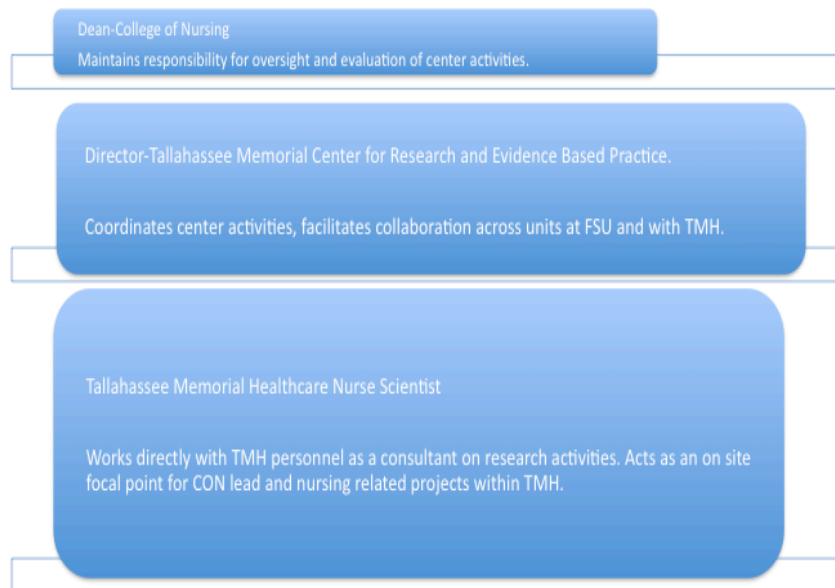 Dean-College of Nursing
Maintains responsibility for oversight and evaluation of center activities.
Director-Tallahassee Memorial Center for Research and Evidence Based Practice.
Coordinates center activities, facilitates collaboration across units at FSU and with TMH.
Tallahassee Memorial Healthcare Nurse Scientist
Works directly with TMH personnel as a consultant on research activities. Acts as an on site
focal point for CON lead and nursing related projects within TMH.